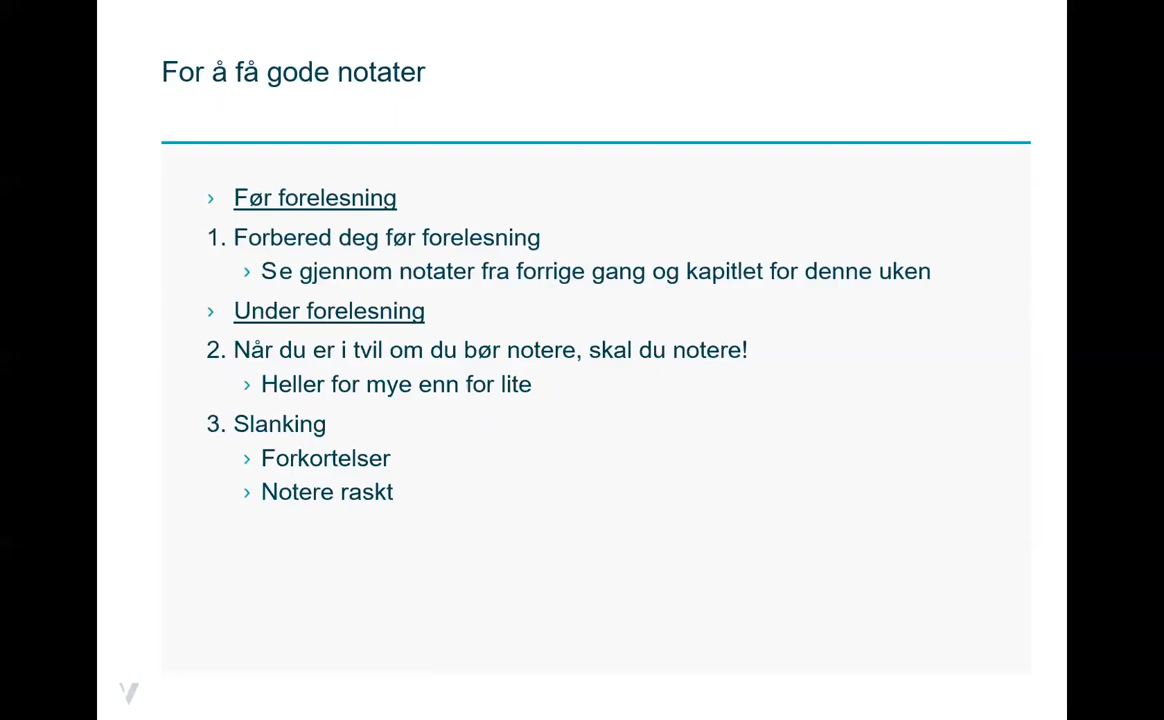 For å få gode notater
› Før forelesning
1. Forbered deg før forelesning
› Se gjennom notater fra forrige gang og kapitlet for denne uken
› Under forelesning
2. Når du er i tvil om du bør notere, skal du notere!
› Heller for mye enn for lite
3. Slanking
› Forkortelser
› Notere raskt